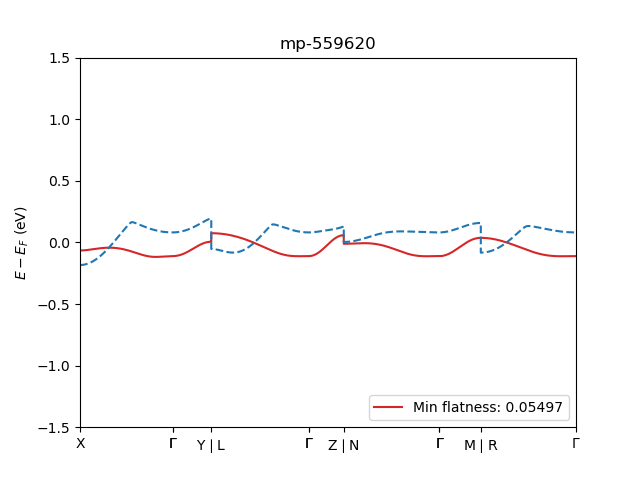 mp-559620
1.5
1.0
0.5
0.0
−0.5
−1.0
−1.5
E − E_F (eV)
Min flatness: 0.05497
X Γ Y | L Γ Z | N Γ M | R Γ